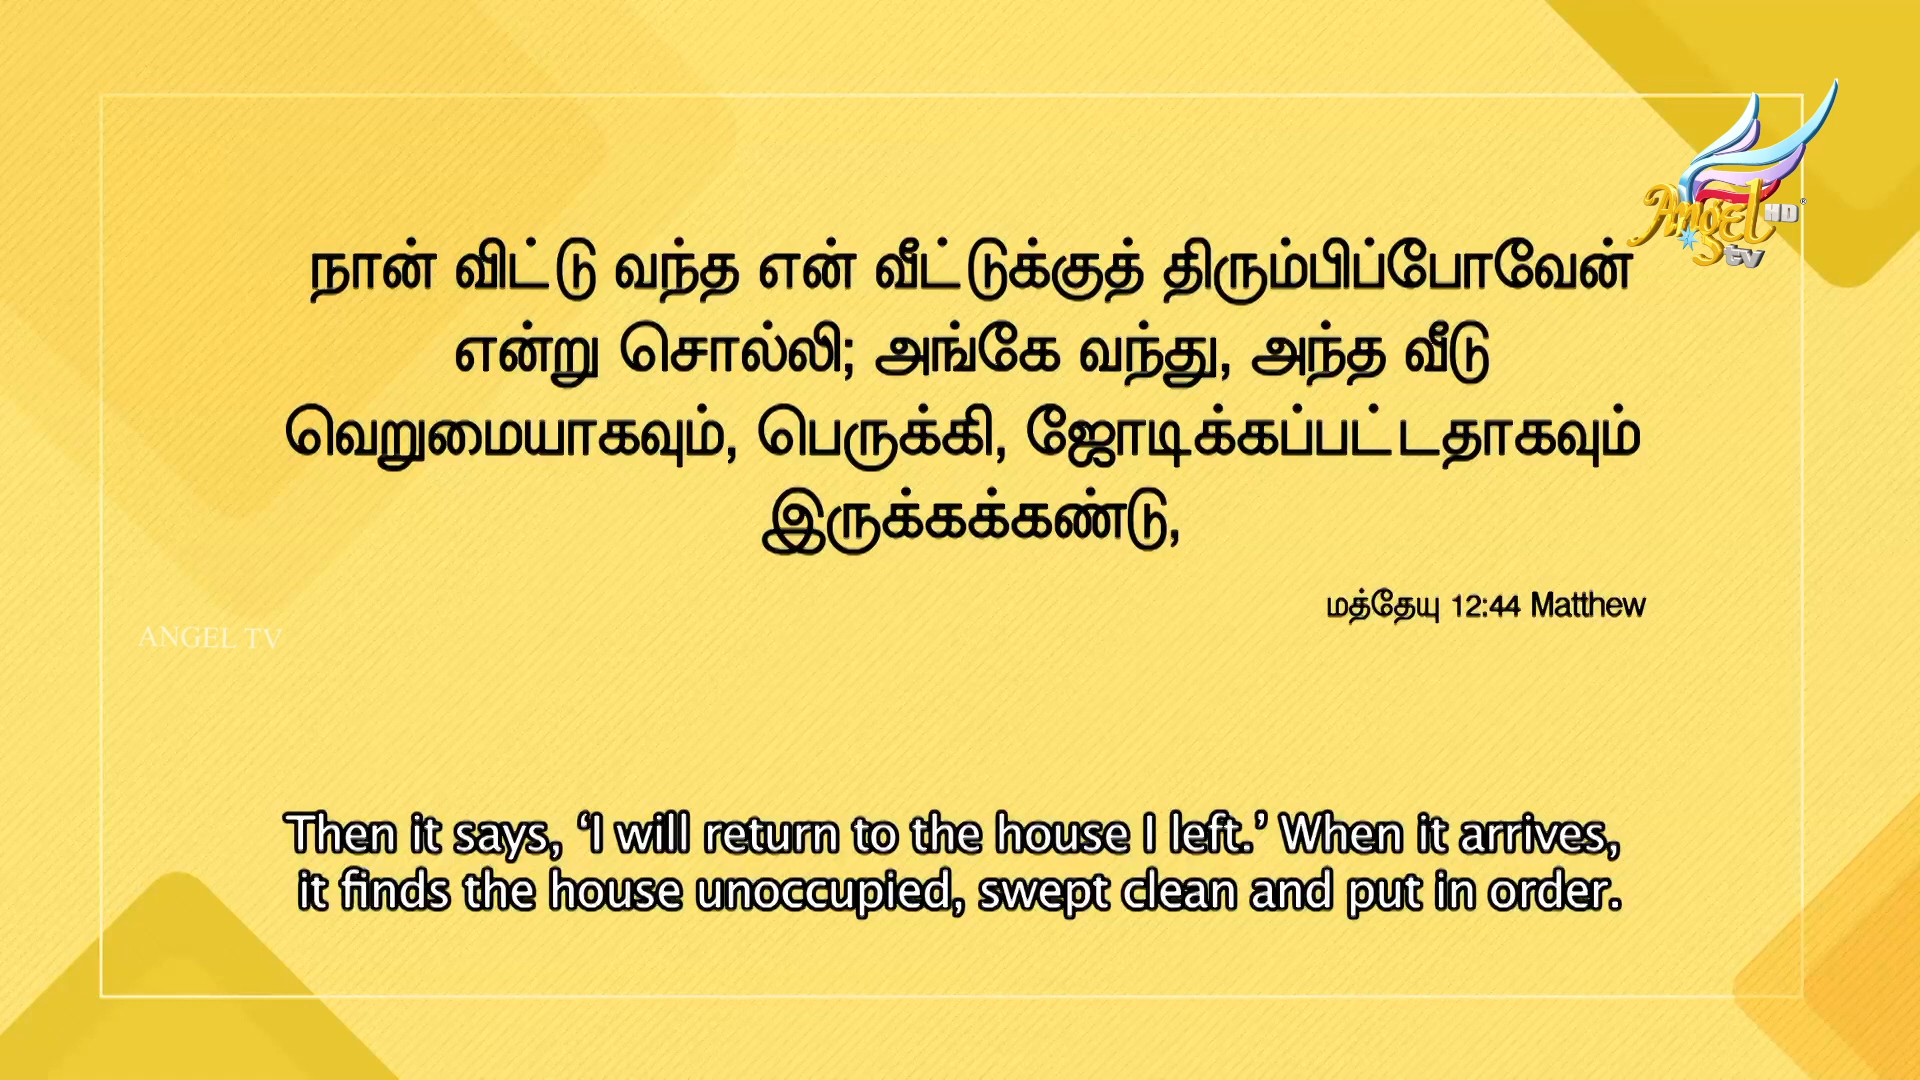 Angel HD
tv
நான் விட்டு வந்த என் வீட்டுக்குத் திரும்பிப்போவேன்
என்று சொல்லி; அங்கே வந்து, அந்த வீடு
வெறுமையாகவும், பெருக்கி, ஜோடிக்கப்பட்டதாகவும்
இருக்கக்கண்டு,
மத்தேயு 12:44 Matthew
ANGEL TV
Then it says, ‘I will return to the house I left.’ When it arrives,
it finds the house unoccupied, swept clean and put in order.